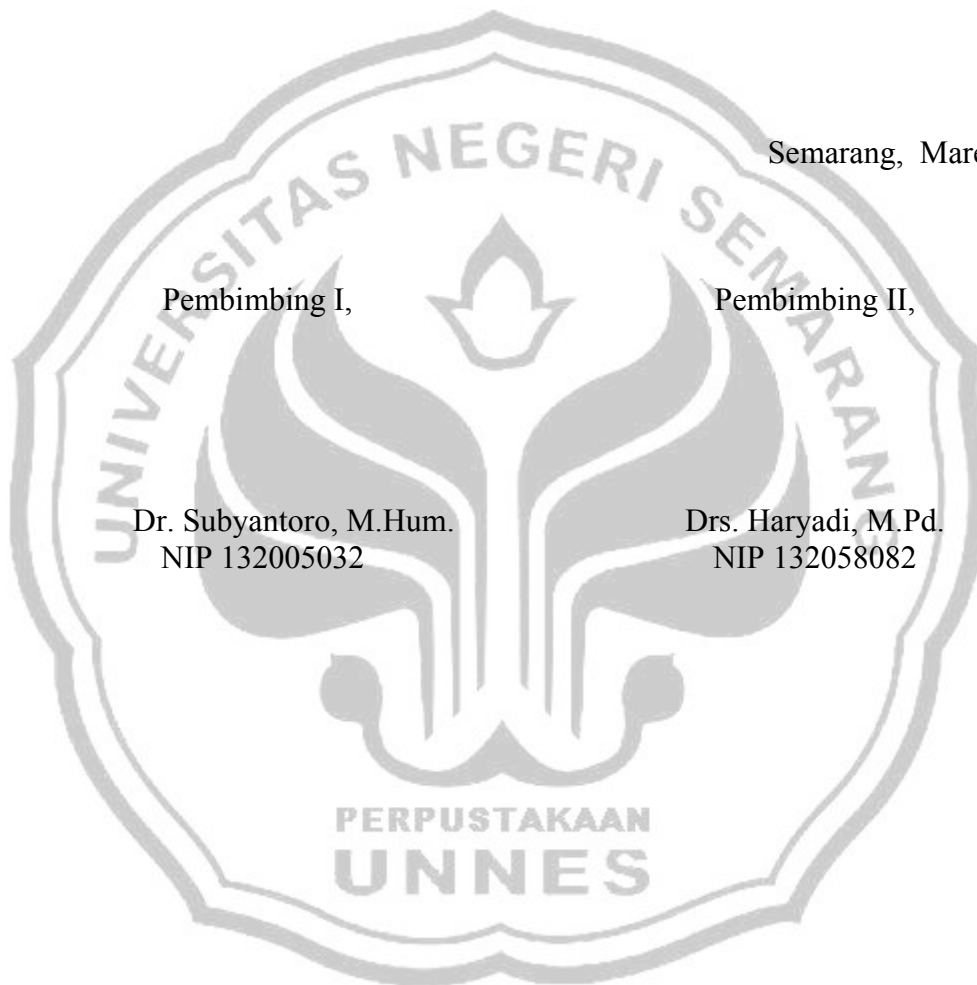 Semarang, Mare
UNIVERSITAS NEGERI SEMARANG
Pembimbing I, Pembimbing II,
Dr. Subyantoro, M.Hum. Drs. Haryadi, M.Pd.
NIP 132005032 NIP 132058082
PERPUSTAKAAN
UNNES